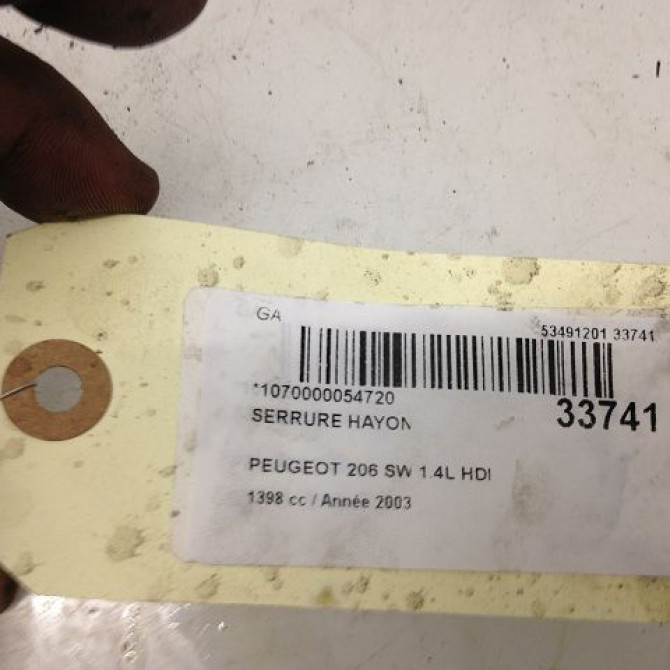 GA
53491201 33741
*1070000054720
33741
SERRURE HAYON
PEUGEOT 206 SW 1.4L HDI
1398 cc / Année 2003